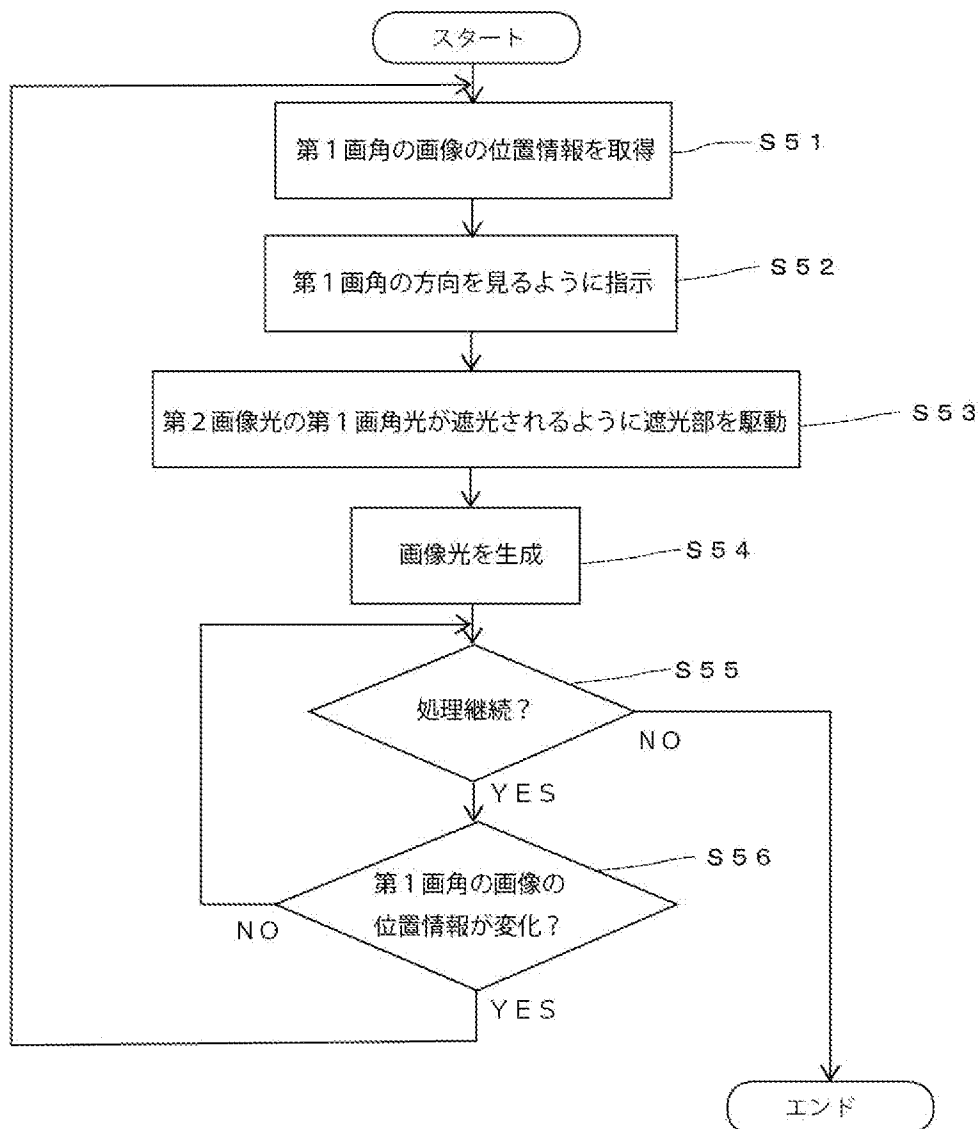 スタート
第1画角の画像の位置情報を取得
S51
第1画角の方向を見るように指示
S52
第2画像光の第1画角光が遮光されるように遮光部を駆動
S53
画像光を生成
S54
処理継続?
S55
NO
YES
第1画角の画像の
位置情報が変化?
S56
NO
YES
エンド